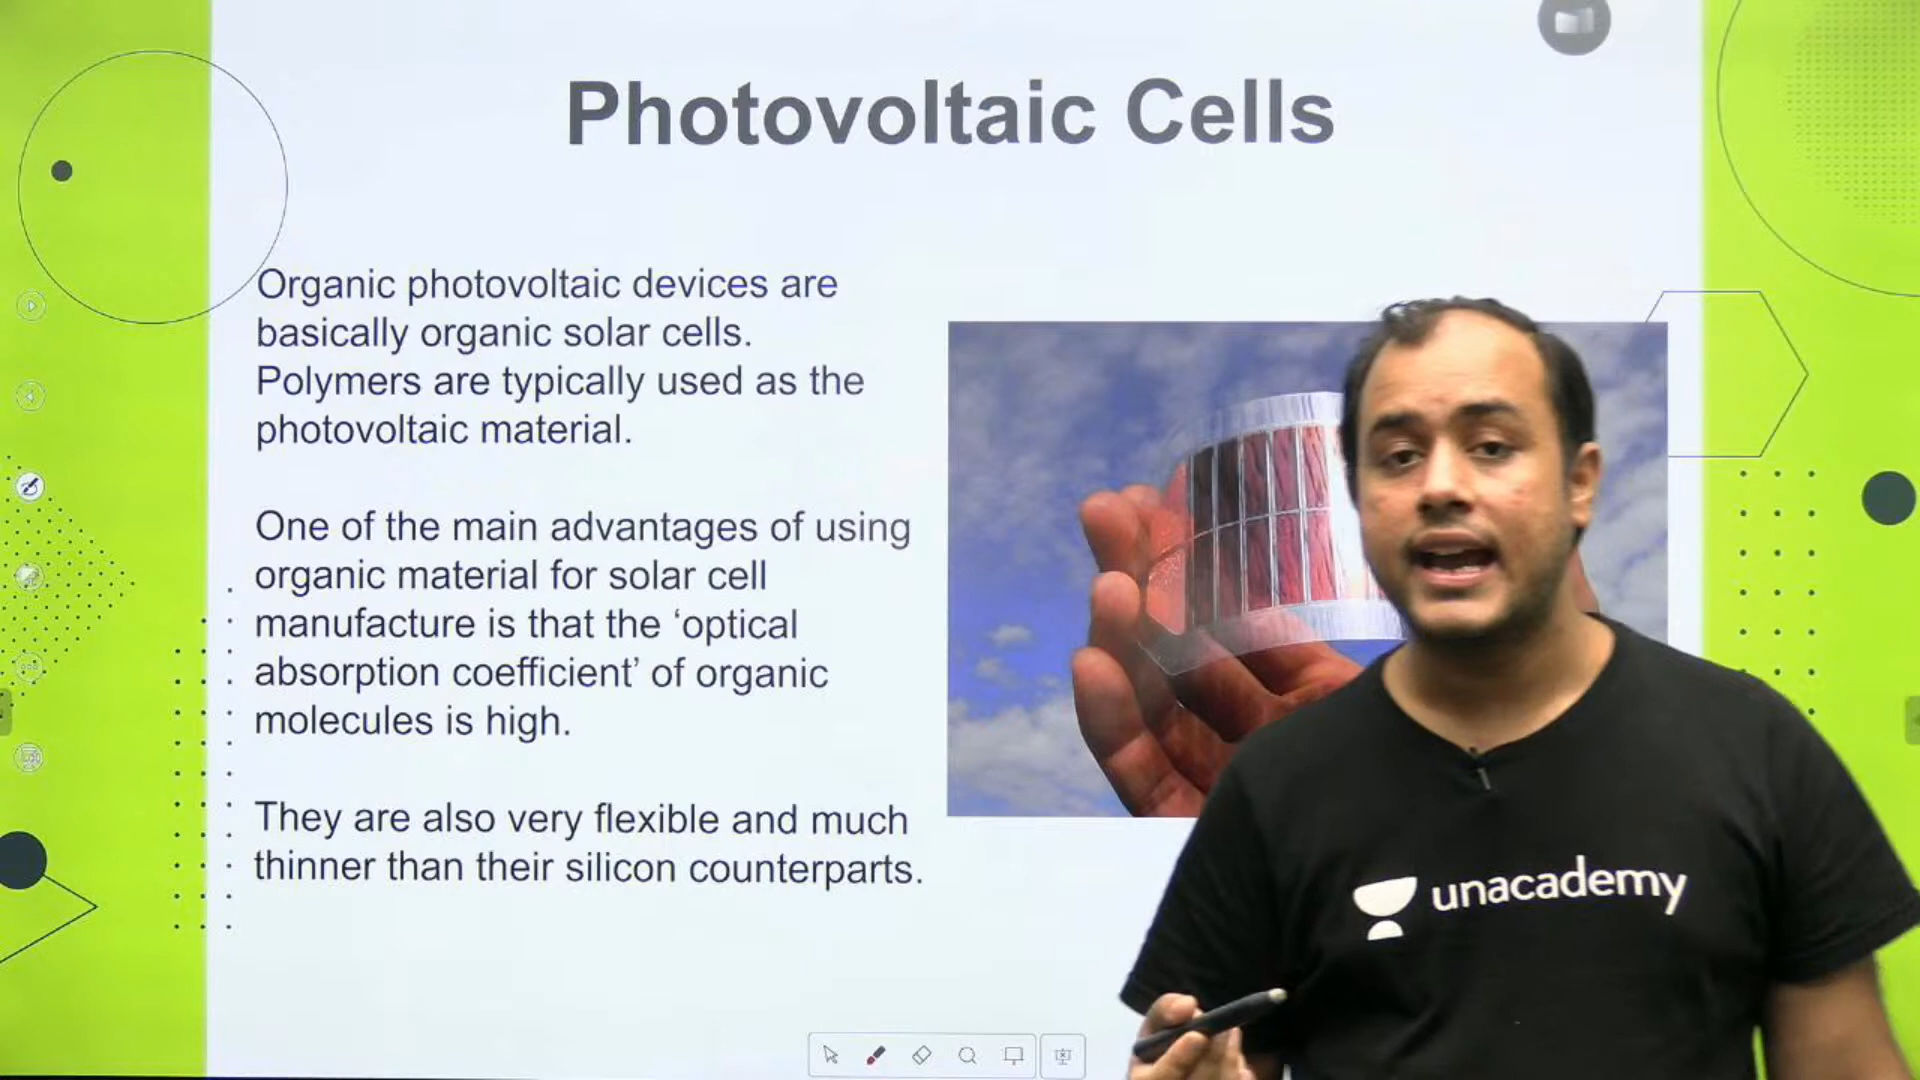 Photovoltaic Cells
Organic photovoltaic devices are
basically organic solar cells.
Polymers are typically used as the
photovoltaic material.
One of the main advantages of using
organic material for solar cell
manufacture is that the ‘optical
absorption coefficient’ of organic
molecules is high.
They are also very flexible and much
thinner than their silicon counterparts.
unacademy